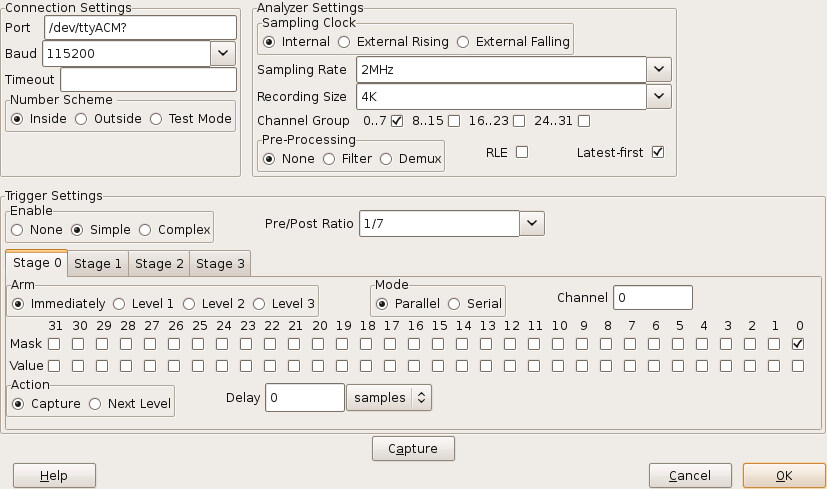 Connection Settings
Port /dev/ttyACM?
Baud 115200
Timeout
Number Scheme
Inside Outside Test Mode
Analyzer Settings
Sampling Clock
Internal External Rising External Falling
Sampling Rate 2MHz
Recording Size 4K
Channel Group 0..7 8..15 16..23 24..31
Pre-Processing
None Filter Demux RLE Latest-first
Trigger Settings
Enable
None Simple Complex Pre/Post Ratio 1/7
Stage 0 Stage 1 Stage 2 Stage 3
Arm
Immediately Level 1 Level 2 Level 3
Mode
Parallel Serial
Channel 0
31 30 29 28 27 26 25 24 23 22 21 20 19 18 17 16 15 14 13 12 11 10 9 8 7 6 5 4 3 2 1 0
Mask
Value
Action
Capture Next Level Delay 0 samples
Capture
Help Cancel OK